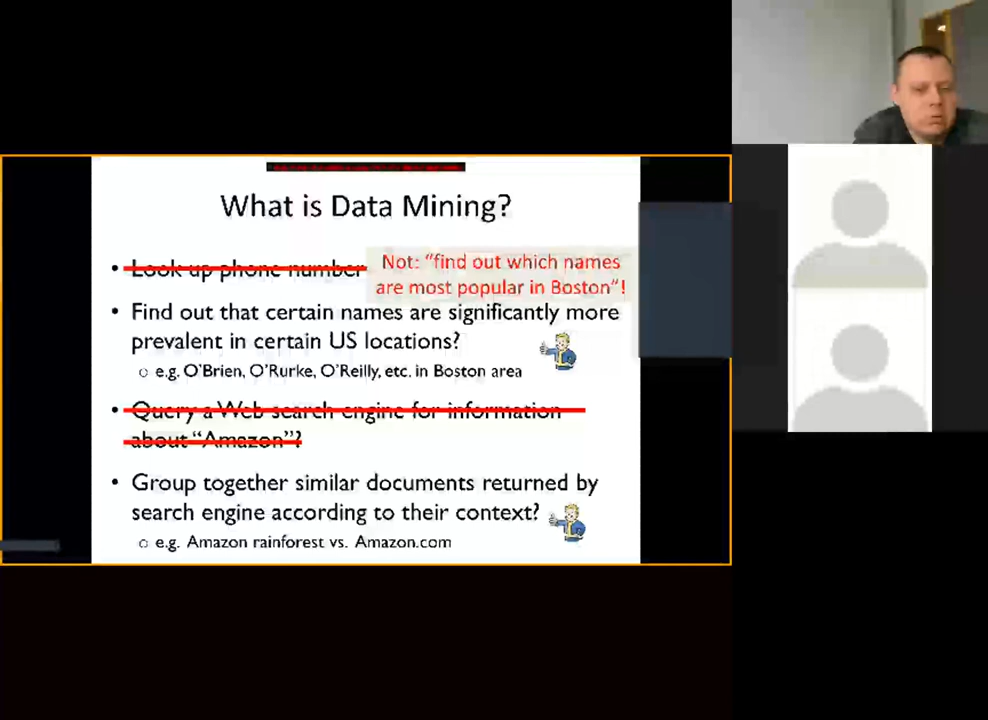 What is Data Mining?
• Look up phone number
Not: “find out which names
are most popular in Boston”!
• Find out that certain names are significantly more
prevalent in certain US locations?
○ e.g. O’Brien, O’Rurke, O’Reilly, etc. in Boston area
• Query a Web search engine for information
about “Amazon”?
• Group together similar documents returned by
search engine according to their context?
○ e.g. Amazon rainforest vs. Amazon.com